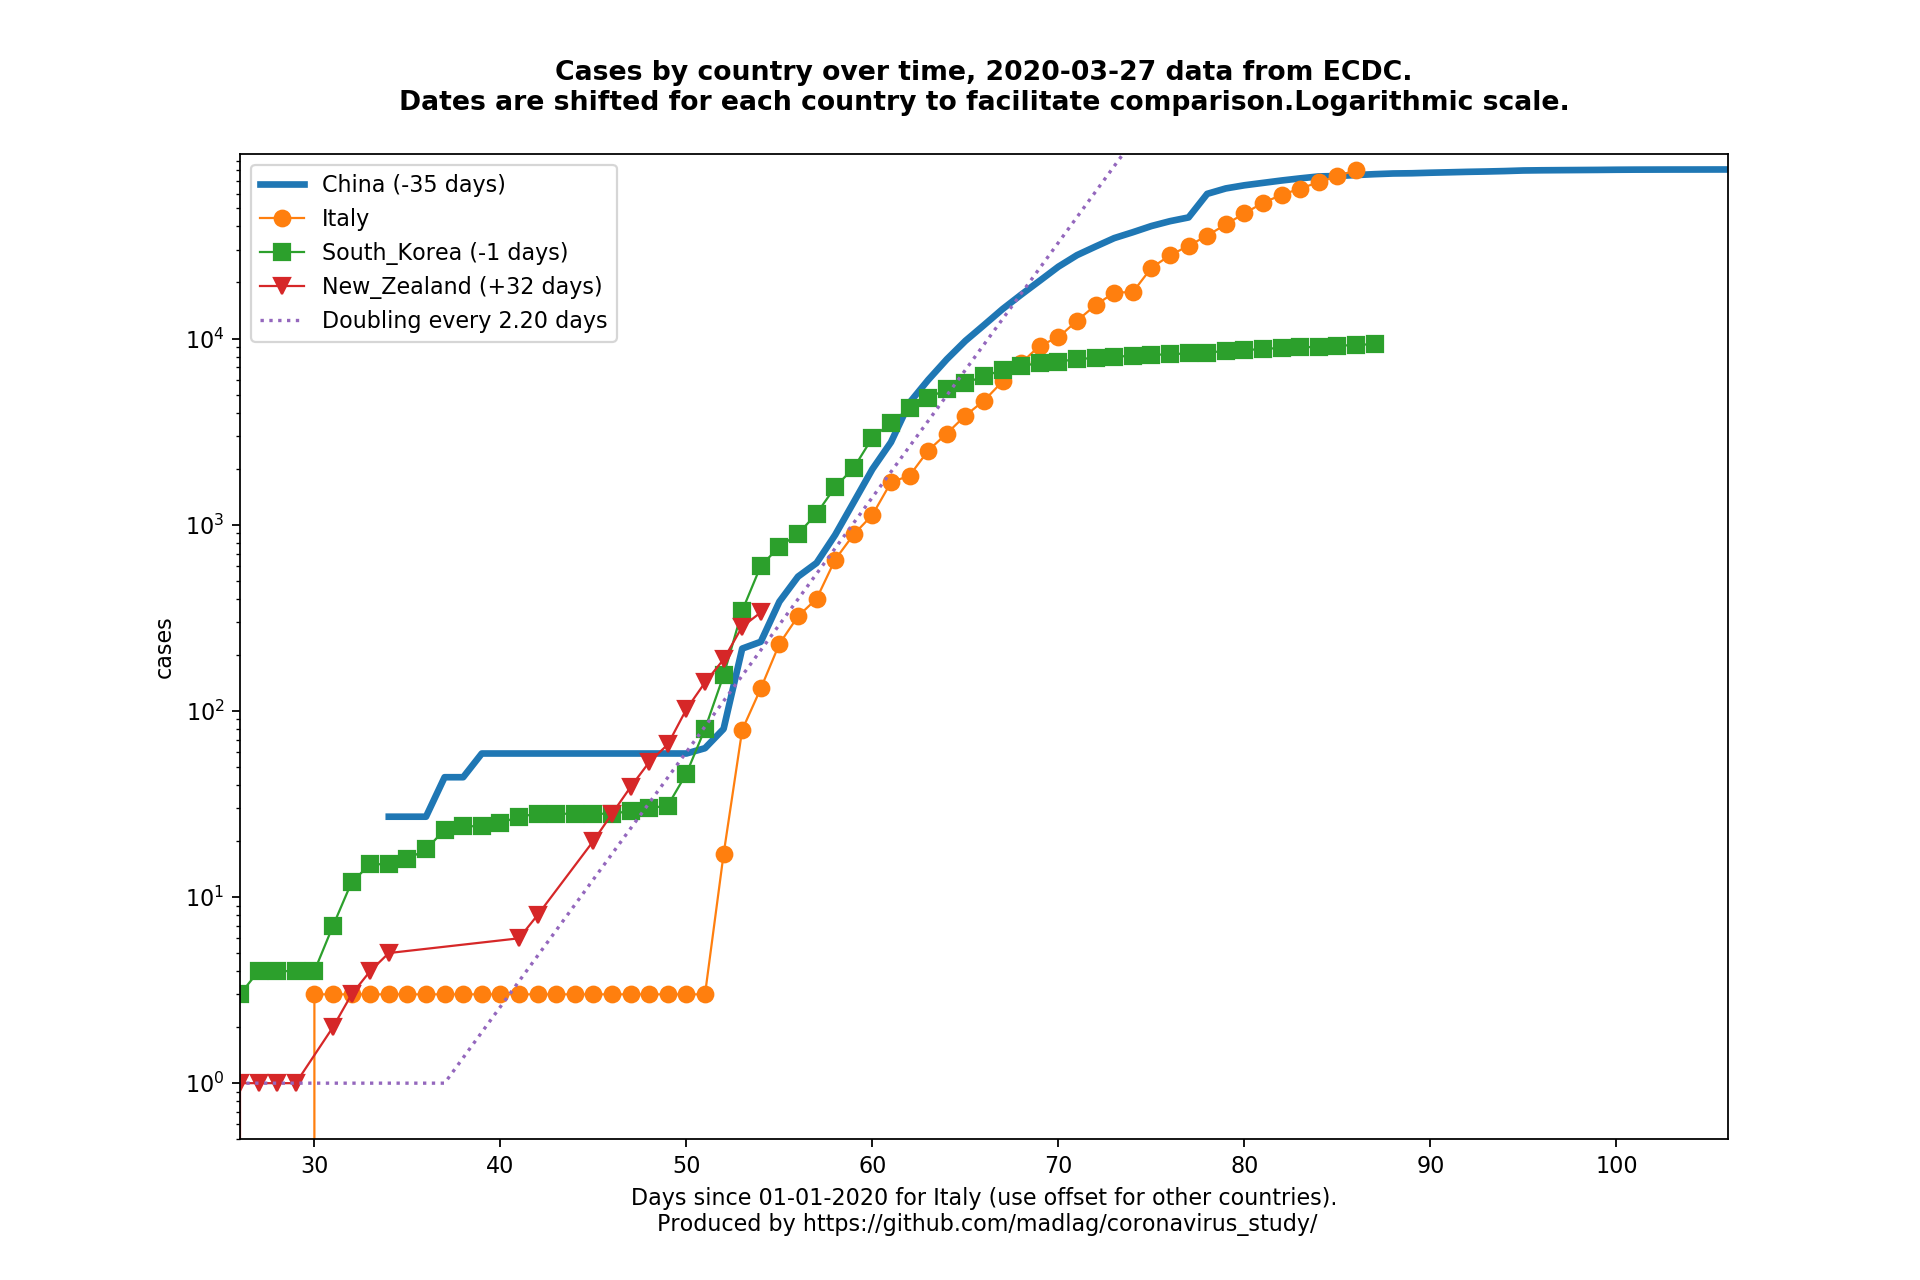 Cases by country over time, 2020-03-27 data from ECDC.
Dates are shifted for each country to facilitate comparison.Logarithmic scale.
China (-35 days)
Italy
South_Korea (-1 days)
New_Zealand (+32 days)
Doubling every 2.20 days
cases
10⁴
10³
10²
10¹
10⁰
30 40 50 60 70 80 90 100
Days since 01-01-2020 for Italy (use offset for other countries).
Produced by https://github.com/madlag/coronavirus_study/